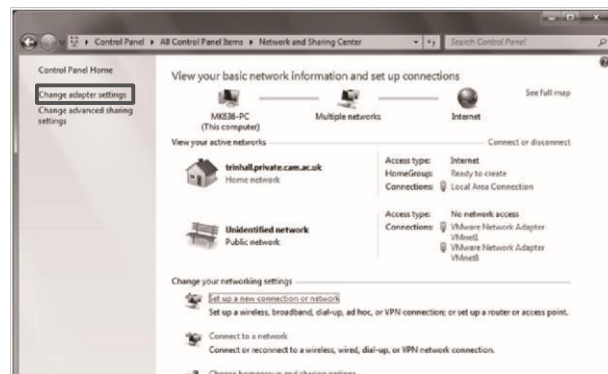 Control Panel ▸ All Control Panel Items ▸ Network and Sharing Center
Search Control Panel
Control Panel Home
Change adapter settings
Change advanced sharing
settings
View your basic network information and set up connections
See full map
MK636-PC
(This computer)
Multiple networks
Internet
View your active networks
Connect or disconnect
trinhall.private.cam.ac.uk
Home network
Access type: Internet
HomeGroup: Ready to create
Connections: Local Area Connection
Unidentified network
Public network
Access type: No network access
Connections: VMware Network Adapter
VMnet1
VMware Network Adapter
VMnet8
Change your networking settings
Set up a new connection or network
Set up a wireless, broadband, dial-up, ad hoc, or VPN connection; or set up a router or access point.
Connect to a network
Connect or reconnect to a wireless, wired, dial-up, or VPN network connection.
Choose homegroup and sharing options